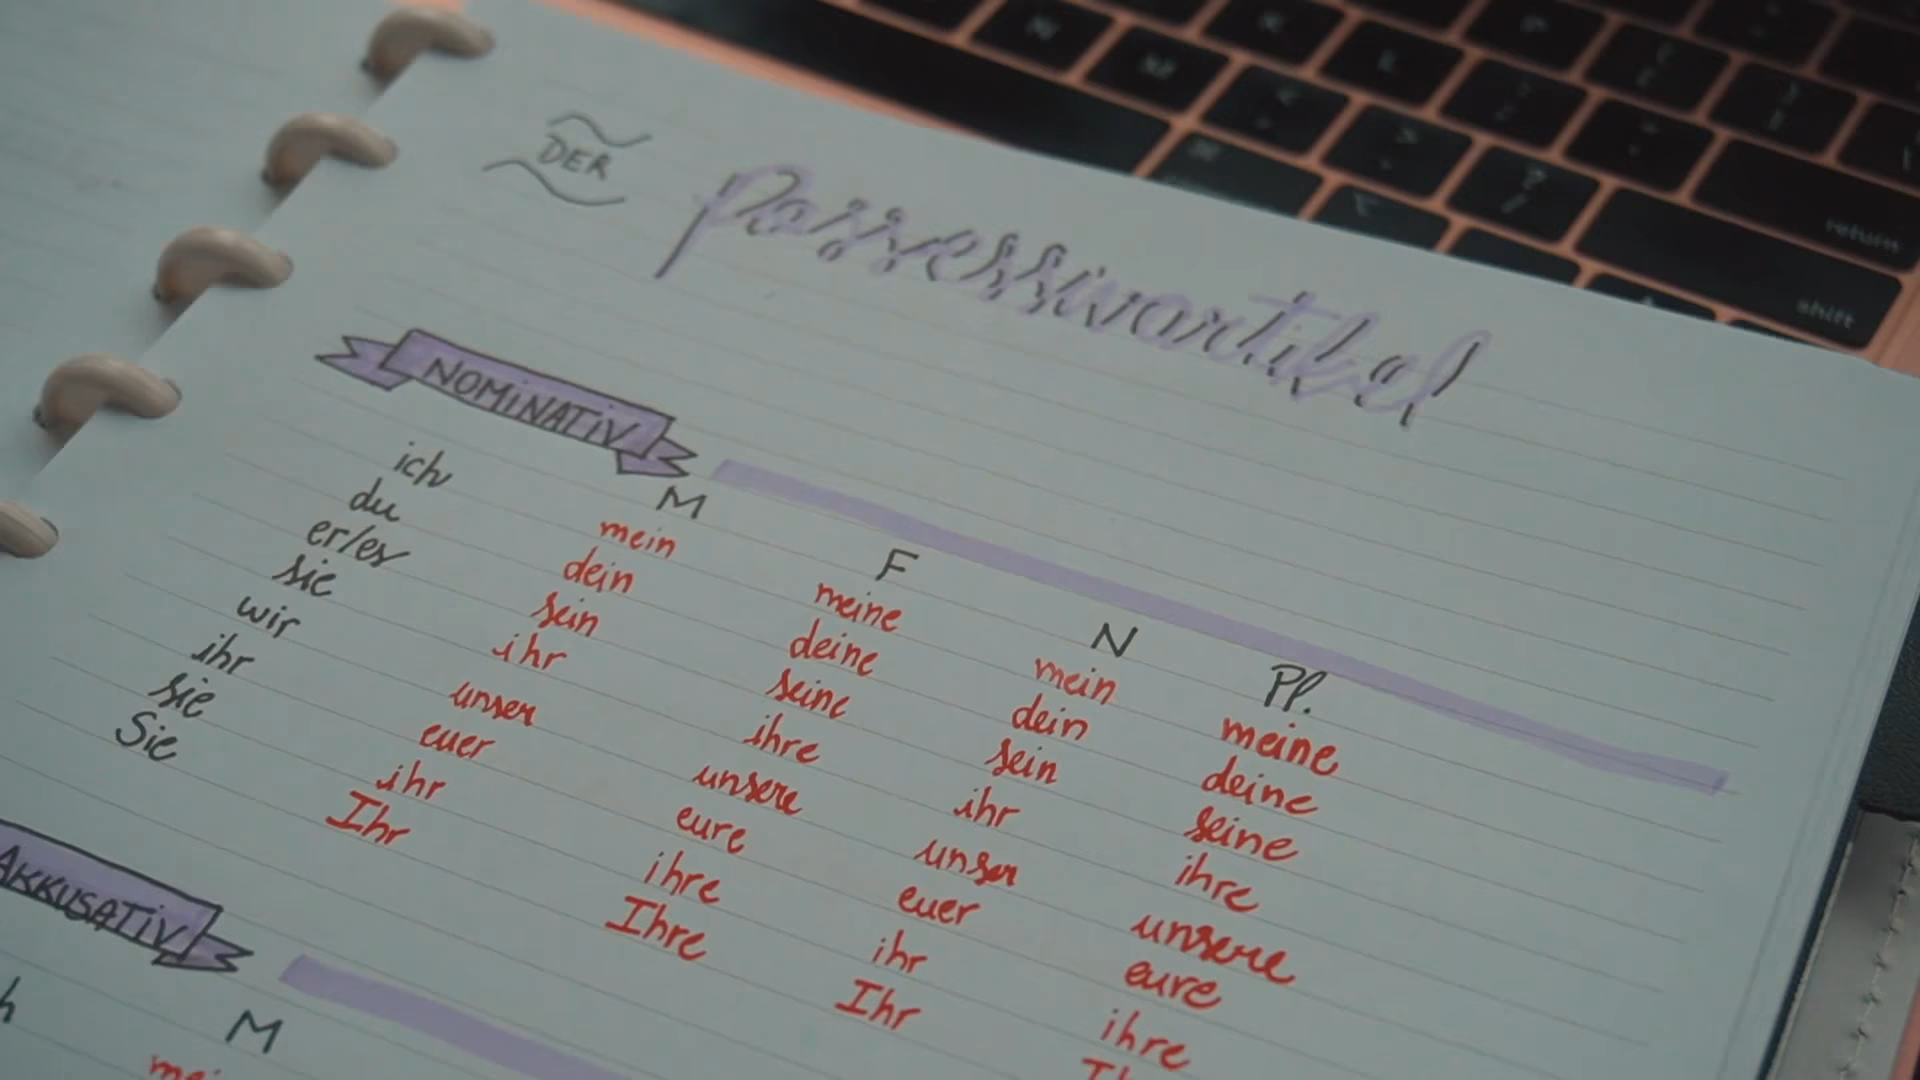 DER
Possessivartikel
NOMINATIV
M F N Pl.
ich mein meine mein meine
du dein deine dein deine
er/es sein seine sein seine
sie ihr ihre ihr ihre
wir unser unsere unser unsere
ihr euer eure euer eure
sie ihr ihre ihr ihre
Sie Ihr Ihre Ihr
AKKUSATIV
M
return
shift